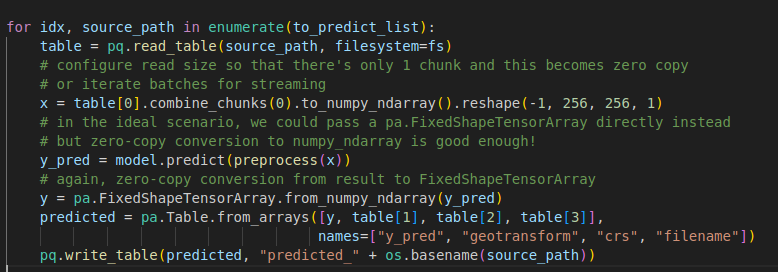 for idx, source_path in enumerate(to_predict_list):
    table = pq.read_table(source_path, filesystem=fs)
    # configure read size so that there's only 1 chunk and this becomes zero copy
    # or iterate batches for streaming
    x = table[0].combine_chunks(0).to_numpy_ndarray().reshape(-1, 256, 256, 1)
    # in the ideal scenario, we could pass a pa.FixedShapeTensorArray directly instead
    # but zero-copy conversion to numpy_ndarray is good enough!
    y_pred = model.predict(preprocess(x))
    # again, zero-copy conversion from result to FixedShapeTensorArray
    y = pa.FixedShapeTensorArray.from_numpy_ndarray(y_pred)
    predicted = pa.Table.from_arrays([y, table[1], table[2], table[3]],
                                     names=["y_pred", "geotransform", "crs", "filename"])
    pq.write_table(predicted, "predicted_" + os.basename(source_path))